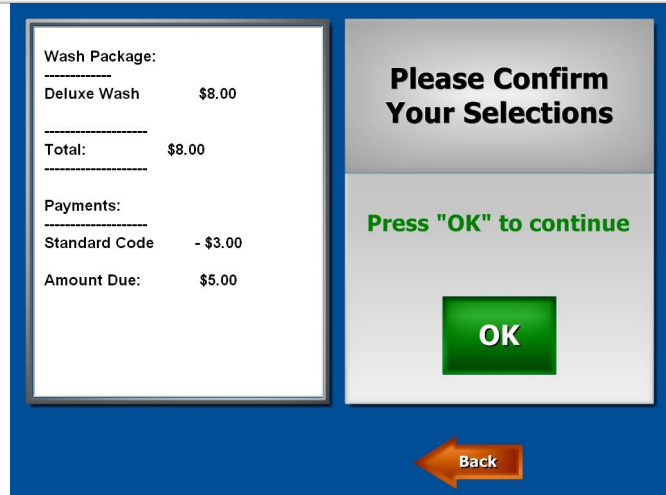 Wash Package:
-------------
Deluxe Wash $8.00
--------------------
Total: $8.00
--------------------
Payments:
--------------------
Standard Code - $3.00
Amount Due: $5.00
Please Confirm
Your Selections
Press "OK" to continue
OK
Back